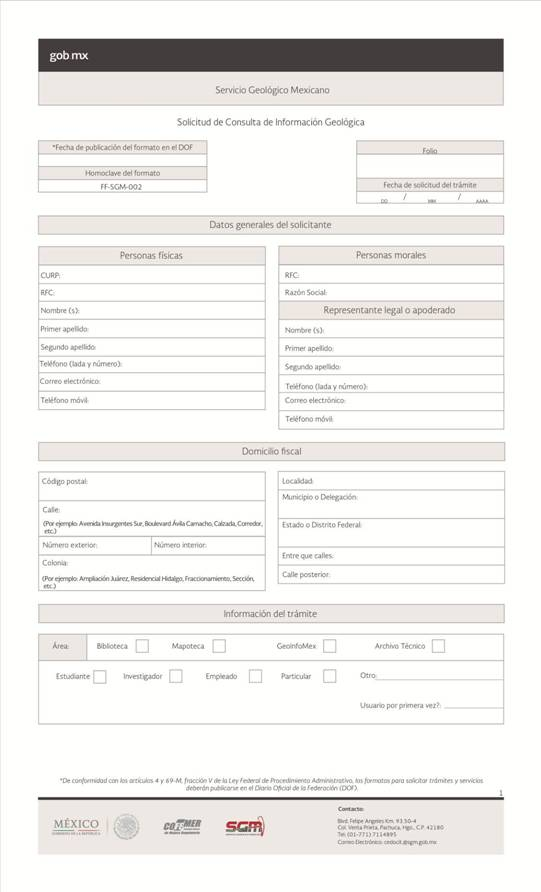 gob mx
Servicio Geológico Mexicano
Solicitud de Consulta de Información Geológica
*Fecha de publicación del formato en el DOF
Homoclave del formato
FF-SGM-002
Folio
Fecha de solicitud del trámite
DD / MM / AAAA
Datos generales del solicitante
Personas físicas
CURP:
RFC:
Nombre (s):
Primer apellido:
Segundo apellido:
Teléfono (lada y número):
Correo electrónico:
Teléfono móvil:
Personas morales
RFC:
Razón Social:
Representante legal o apoderado
Nombre (s):
Primer apellido:
Segundo apellido:
Teléfono (lada y número):
Correo electrónico:
Teléfono móvil:
Domicilio fiscal
Código postal:
Calle:
(Por ejemplo: Avenida Insurgentes Sur, Boulevard Ávila Camacho, Calzada, Corredor,
etc.)
Número exterior: Número interior:
Colonia:
(Por ejemplo: Ampliación Juárez, Residencial Hidalgo, Fraccionamiento, Sección,
etc.)
Localidad:
Municipio o Delegación:
Estado o Distrito Federal:
Entre que calles:
Calle posterior:
Información del trámite
Área: Biblioteca Mapoteca GeoInfoMex Archivo Técnico
Estudiante Investigador Empleado Particular Otro:
Usuario por primera vez?:
*De conformidad con los artículos 4 y 69-M, fracción V de la Ley Federal de Procedimiento Administrativo, los formatos para solicitar trámites y servicios
deberán publicarse en el Diario Oficial de la Federación (DOF).
1
MÉXICO
GOBIERNO DE LA REPÚBLICA
COFEMER
SGM
Contacto:
Blvd. Felipe Angeles Km. 93.50-4
Col. Venta Prieta, Pachuca, Hgo., C.P. 42180
Tel. (01-771) 7114895
Correo Electrónico: cedocit@sgm.gob.mx